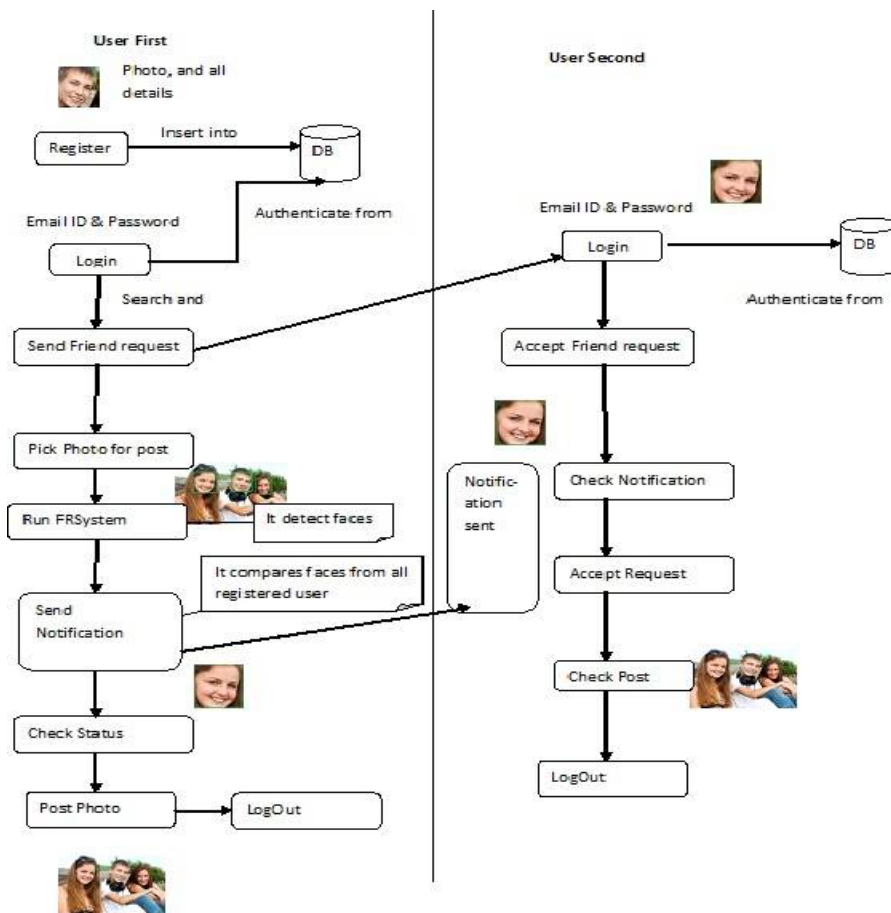 User First
Photo, and all
details
Register
Insert into
DB
Authenticate from
Email ID & Password
Login
Search and
Send Friend request
Pick Photo for post
Run FRSystem
It detect faces
It compares faces from all
registered user
Send
Notification
Check Status
Post Photo
LogOut
User Second
Email ID & Password
Login
DB
Authenticate from
Accept Friend request
Notific-
ation
sent
Check Notification
Accept Request
Check Post
LogOut